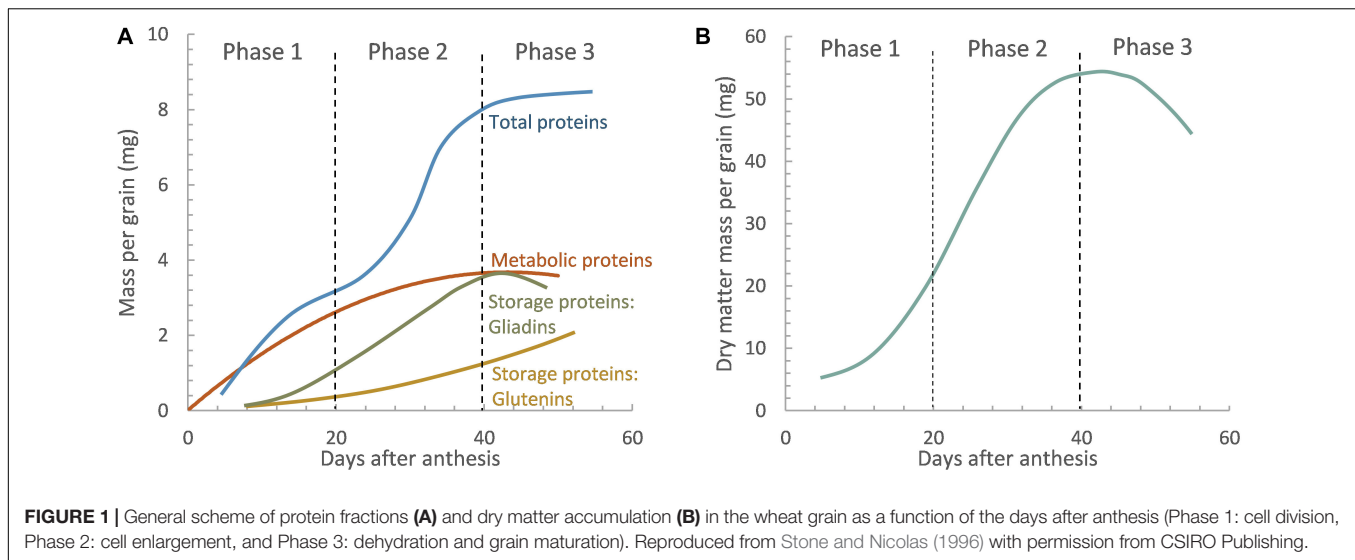 A
10
8
6
4
2
0
Mass per grain (mg)
Phase 1 Phase 2 Phase 3
Total proteins
Metabolic proteins
Storage proteins:
Gliadins
Storage proteins:
Glutenins
0 20 40 60
Days after anthesis
B
60
50
40
30
20
10
0
Dry matter mass per grain (mg)
Phase 1 Phase 2 Phase 3
0 20 40 60
Days after anthesis
FIGURE 1 | General scheme of protein fractions (A) and dry matter accumulation (B) in the wheat grain as a function of the days after anthesis (Phase 1: cell division,
Phase 2: cell enlargement, and Phase 3: dehydration and grain maturation). Reproduced from Stone and Nicolas (1996) with permission from CSIRO Publishing.